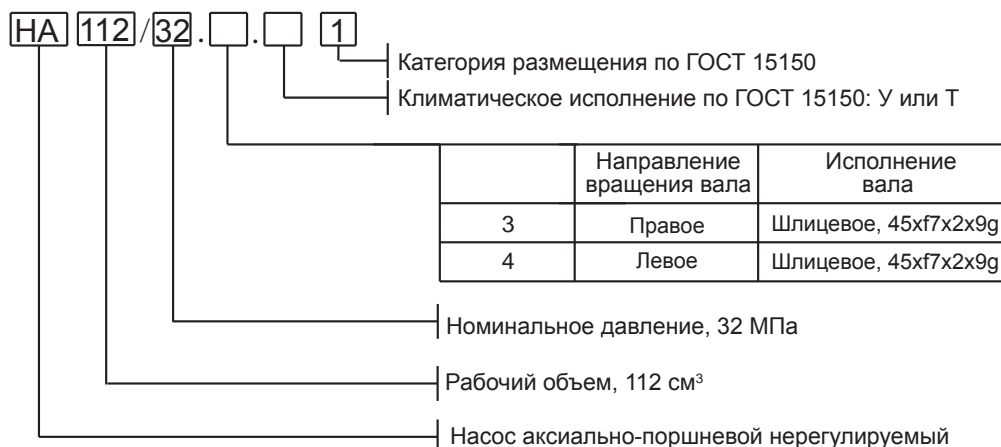 НА 112/32. . 1
Категория размещения по ГОСТ 15150
Климатическое исполнение по ГОСТ 15150: У или Т
Направление
вращения вала
Исполнение
вала
3 Правое Шлицевое, 45xf7x2x9g
4 Левое Шлицевое, 45xf7x2x9g
Номинальное давление, 32 МПа
Рабочий объем, 112 см³
Насос аксиально-поршневой нерегулируемый